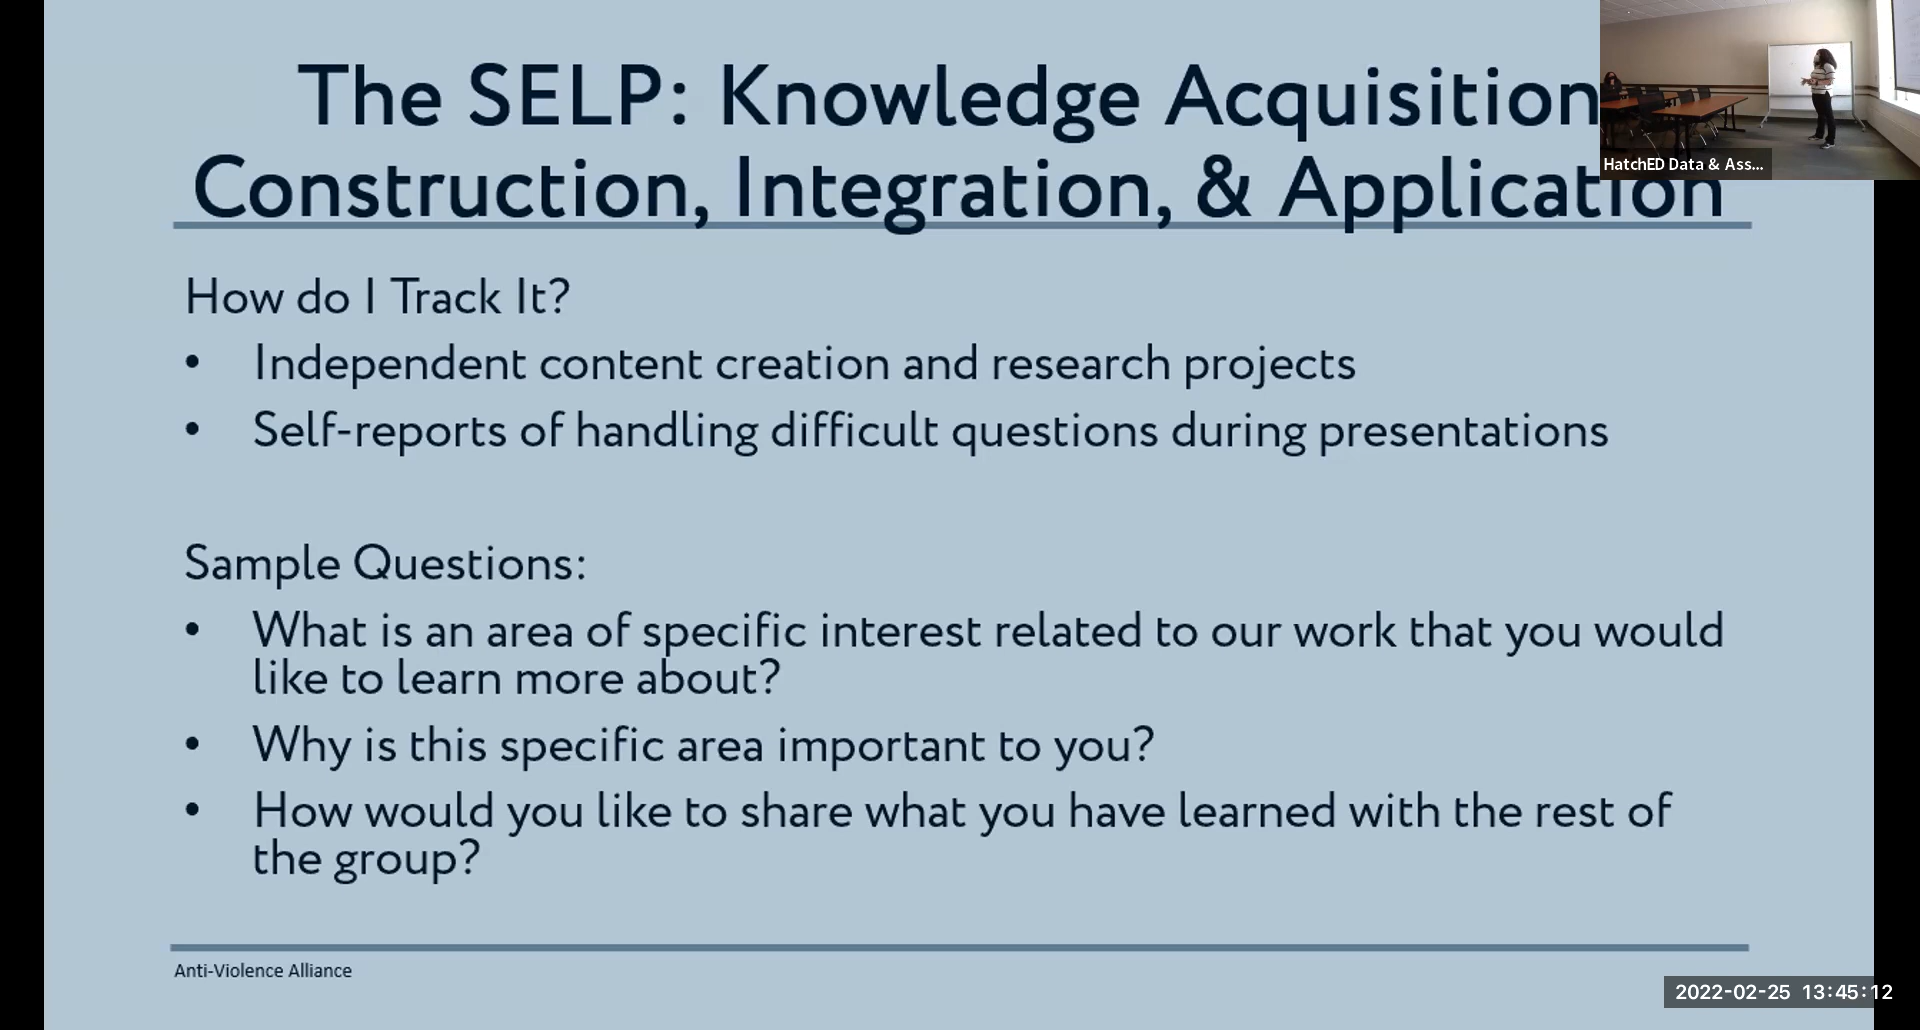 The SELP: Knowledge Acquisition
Construction, Integration, & Application
HatchED Data & Ass...
How do I Track It?
• Independent content creation and research projects
• Self-reports of handling difficult questions during presentations
Sample Questions:
• What is an area of specific interest related to our work that you would
like to learn more about?
• Why is this specific area important to you?
• How would you like to share what you have learned with the rest of
the group?
Anti-Violence Alliance
2022-02-25 13:45:12